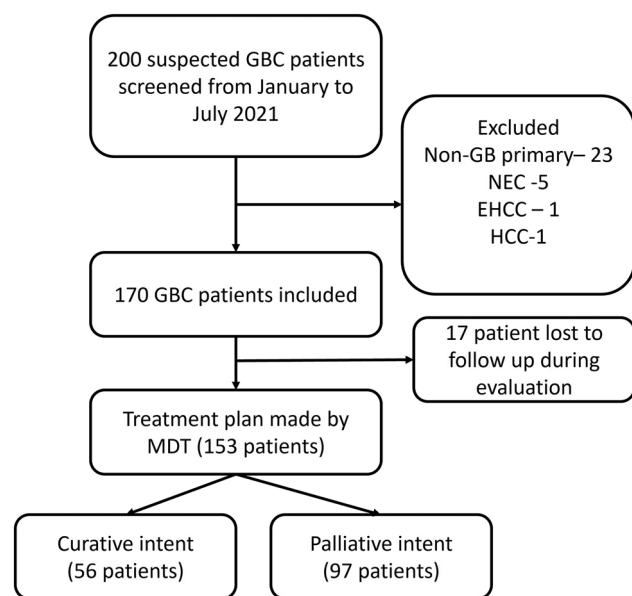 200 suspected GBC patients
screened from January to
July 2021
Excluded
Non-GB primary– 23
NEC -5
EHCC – 1
HCC-1
170 GBC patients included
17 patient lost to
follow up during
evaluation
Treatment plan made by
MDT (153 patients)
Curative intent
(56 patients)
Palliative intent
(97 patients)